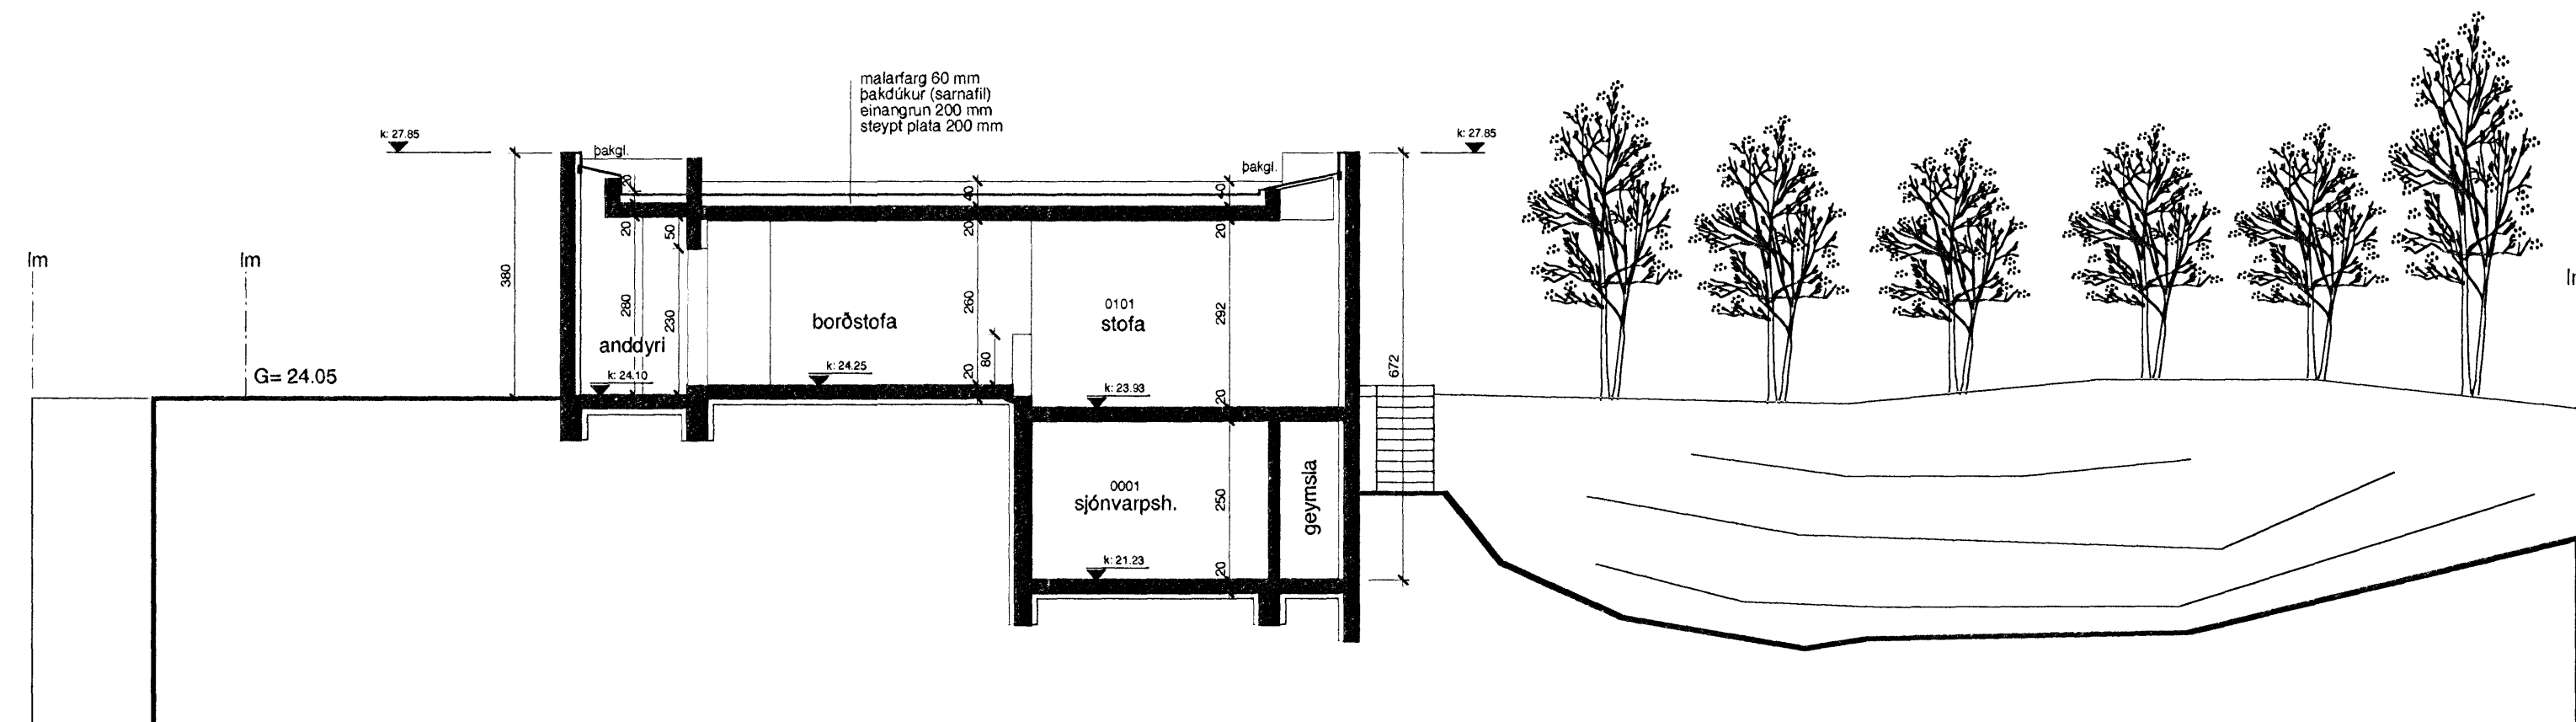 malarfarg 60 mm
þakdúkur (sarnafil)
einangrun 200 mm
steypt plata 200 mm
k: 27.85
k: 27.85
þakgl.
þakgl.
40
40
20
50
20
20
lm
lm
380
280
230
260
292
0101
stofa
borðstofa
anddyri
80
672
G= 24.05
k: 24.10
k: 24.25
20
k: 23.93
20
0001
sjónvarpsh.
250
geymsla
k: 21.23
20